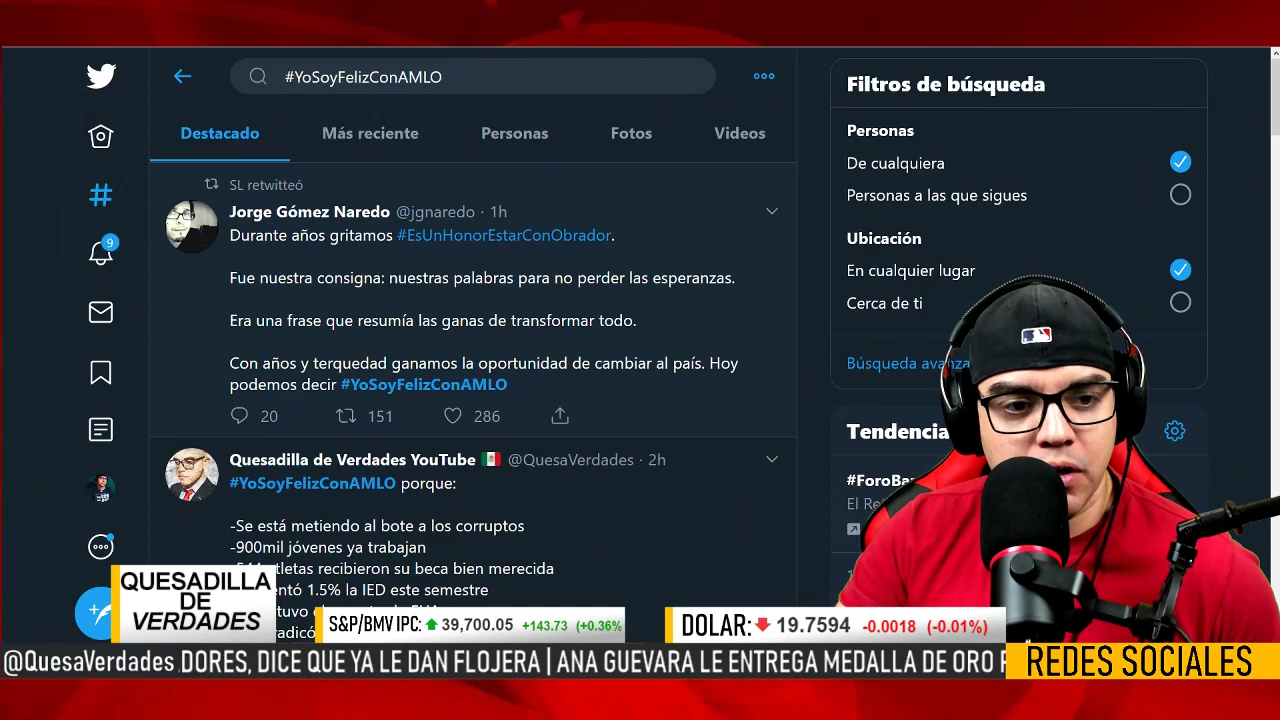 #YoSoyFelizConAMLO
Destacado
Más reciente
Personas
Fotos
Videos
SL retwitteó
Jorge Gómez Naredo @jgnaredo · 1h
Durante años gritamos #EsUnHonorEstarConObrador.
Fue nuestra consigna: nuestras palabras para no perder las esperanzas.
Era una frase que resumía las ganas de transformar todo.
Con años y terquedad ganamos la oportunidad de cambiar al país. Hoy
podemos decir #YoSoyFelizConAMLO
20 151 286
Quesadilla de Verdades YouTube @QuesaVerdades · 2h
#YoSoyFelizConAMLO porque:
-Se está metiendo al bote a los corruptos
-900mil jóvenes ya trabajan
recibieron su beca bien merecida
1.5% la IED este semestre
Filtros de búsqueda
Personas
De cualquiera
Personas a las que sigues
Ubicación
En cualquier lugar
Cerca de ti
Búsqueda avanza
Tendencia
#ForoBa
9
QUESADILLA
DE
VERDADES
S&P/BMV IPC: 39,700.05 +143.73 (+0.36%)
DOLAR: 19.7594 -0.0018 (-0.01%)
@QuesaVerdades DORES, DICE QUE YA LE DAN FLOJERA | ANA GUEVARA LE ENTREGA MEDALLA DE ORO
REDES SOCIALES